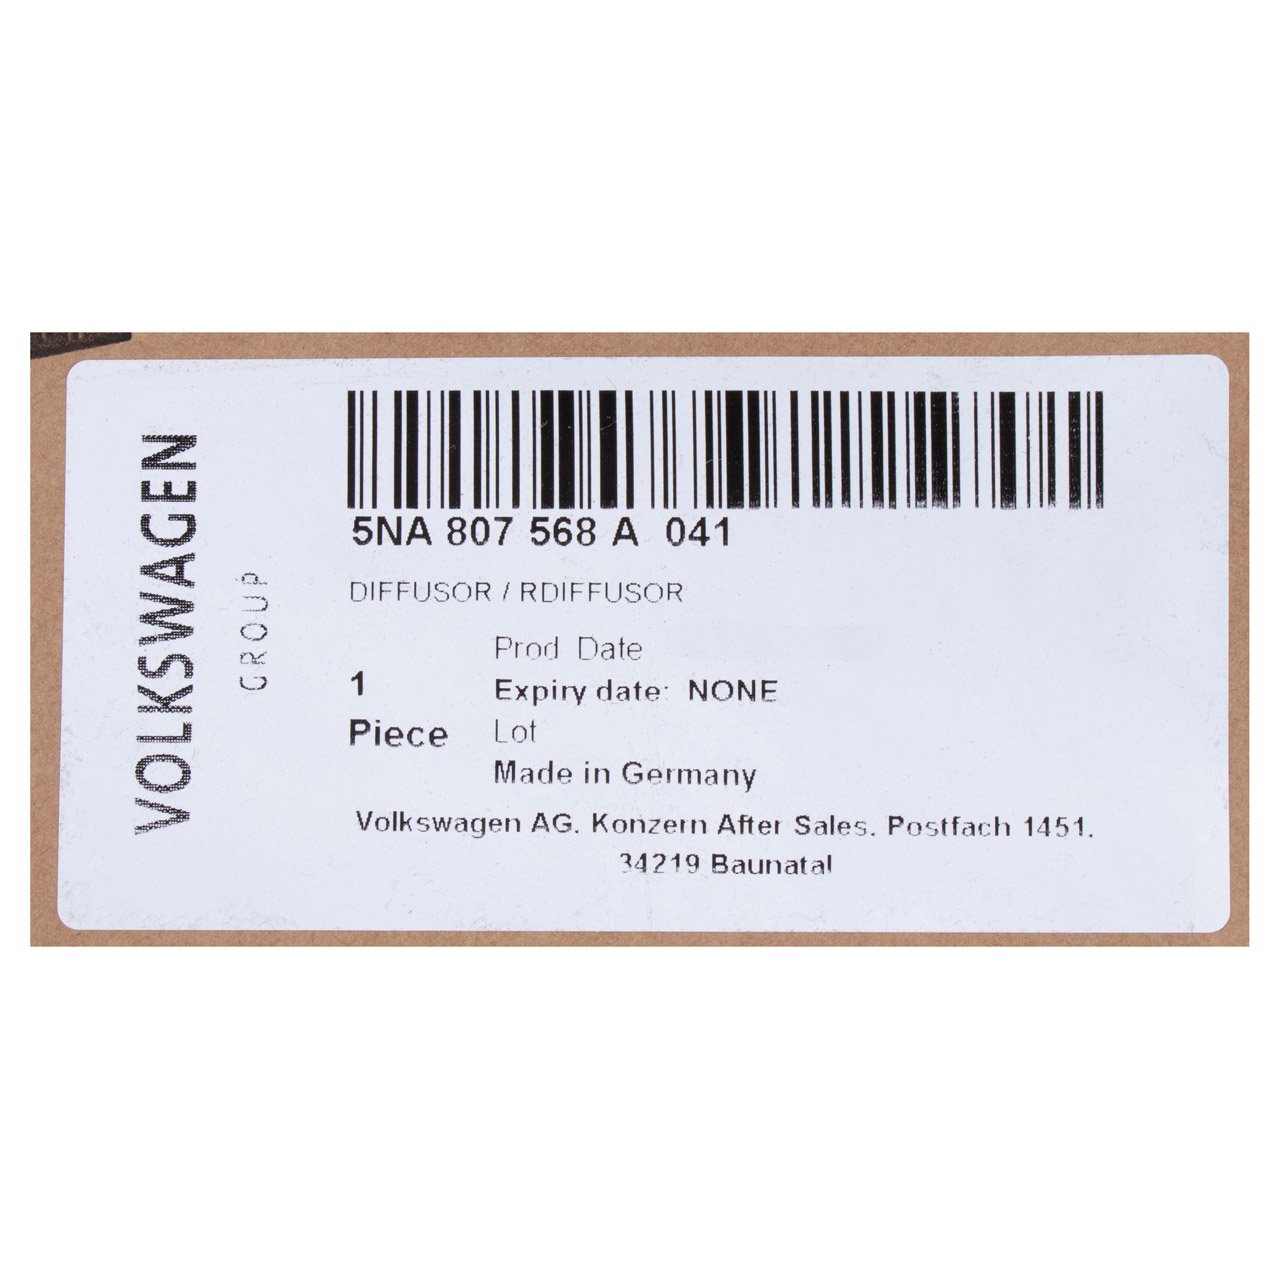 VOLKSWAGEN
GROUP
5NA 807 568 A 041
DIFFUSOR / RDIFFUSOR
Prod Date
1
Expiry date: NONE
Piece
Lot
Made in Germany
Volkswagen AG. Konzern After Sales. Postfach 1451.
34219 Baunatal